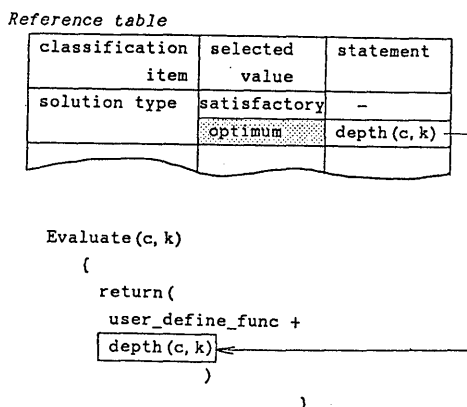 Reference table
classification item selected value statement
solution type satisfactory –
optimum depth(c,k)
Evaluate(c,k)
{
return(
user_define_func +
depth(c,k)
)
}